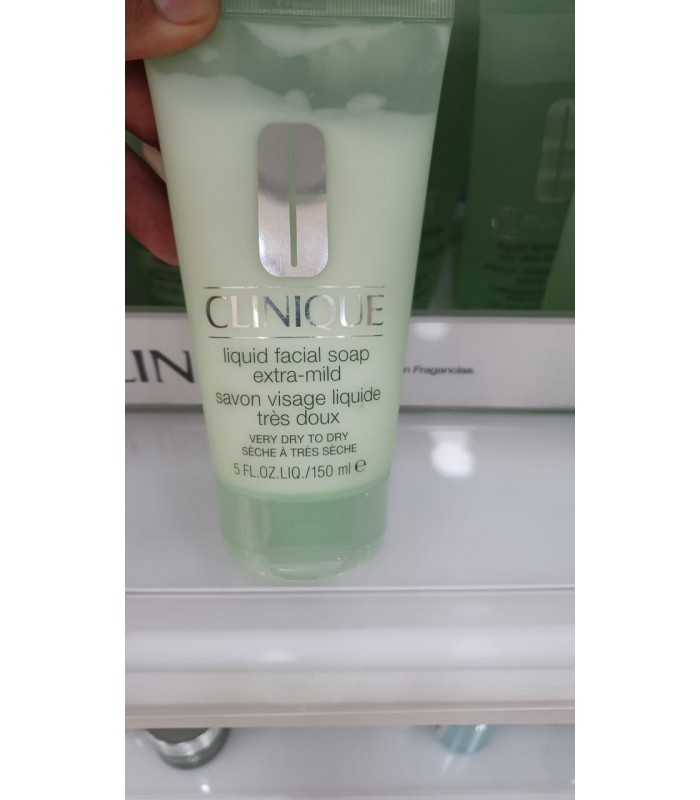 CLINIQUE
liquid facial soap
extra-mild
savon visage liquide
très doux
VERY DRY TO DRY
SÈCHE À TRÈS SÈCHE
5 FL.OZ.LIQ./150 ml ℮
LIN
n Fragancias.